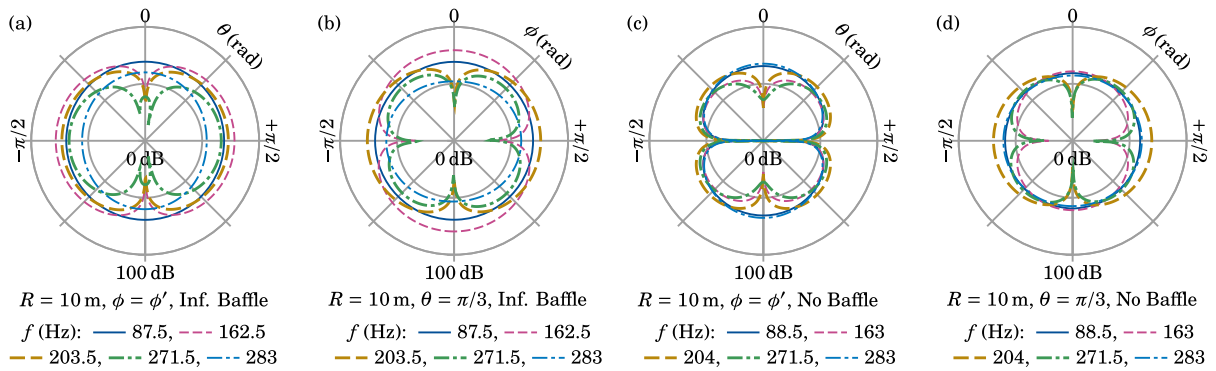 (a)
0
θ (rad)
−π/2
+π/2
0 dB
100 dB
R = 10 m, ϕ = ϕ′, Inf. Baffle
f (Hz): 87.5, 162.5
203.5, 271.5, 283
(b)
0
ϕ (rad)
−π/2
+π/2
0 dB
100 dB
R = 10 m, θ = π/3, Inf. Baffle
f (Hz): 87.5, 162.5
203.5, 271.5, 283
(c)
0
θ (rad)
−π/2
+π/2
0 dB
100 dB
R = 10 m, ϕ = ϕ′, No Baffle
f (Hz): 88.5, 163
204, 271.5, 283
(d)
0
ϕ (rad)
−π/2
+π/2
0 dB
100 dB
R = 10 m, θ = π/3, No Baffle
f (Hz): 88.5, 163
204, 271.5, 283